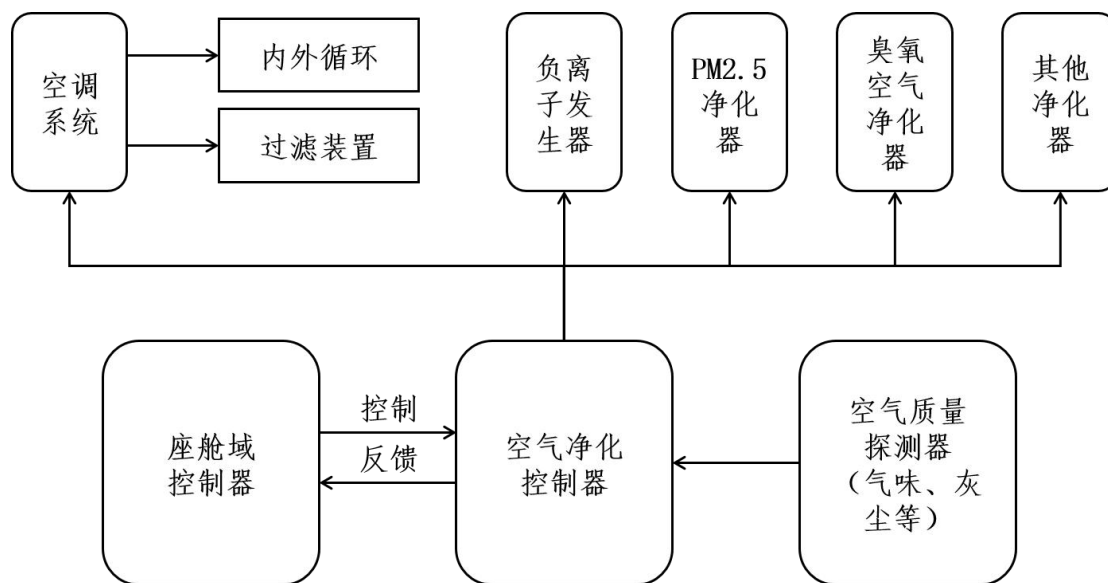 空调
系统
内外循环
过滤装置
负离
子发
生器
PM2.5
净化
器
臭氧
空气
净化
器
其他
净化
器
座舱域
控制器
控制
反馈
空气净化
控制器
空气质量
探测器
（气味、灰
尘等）